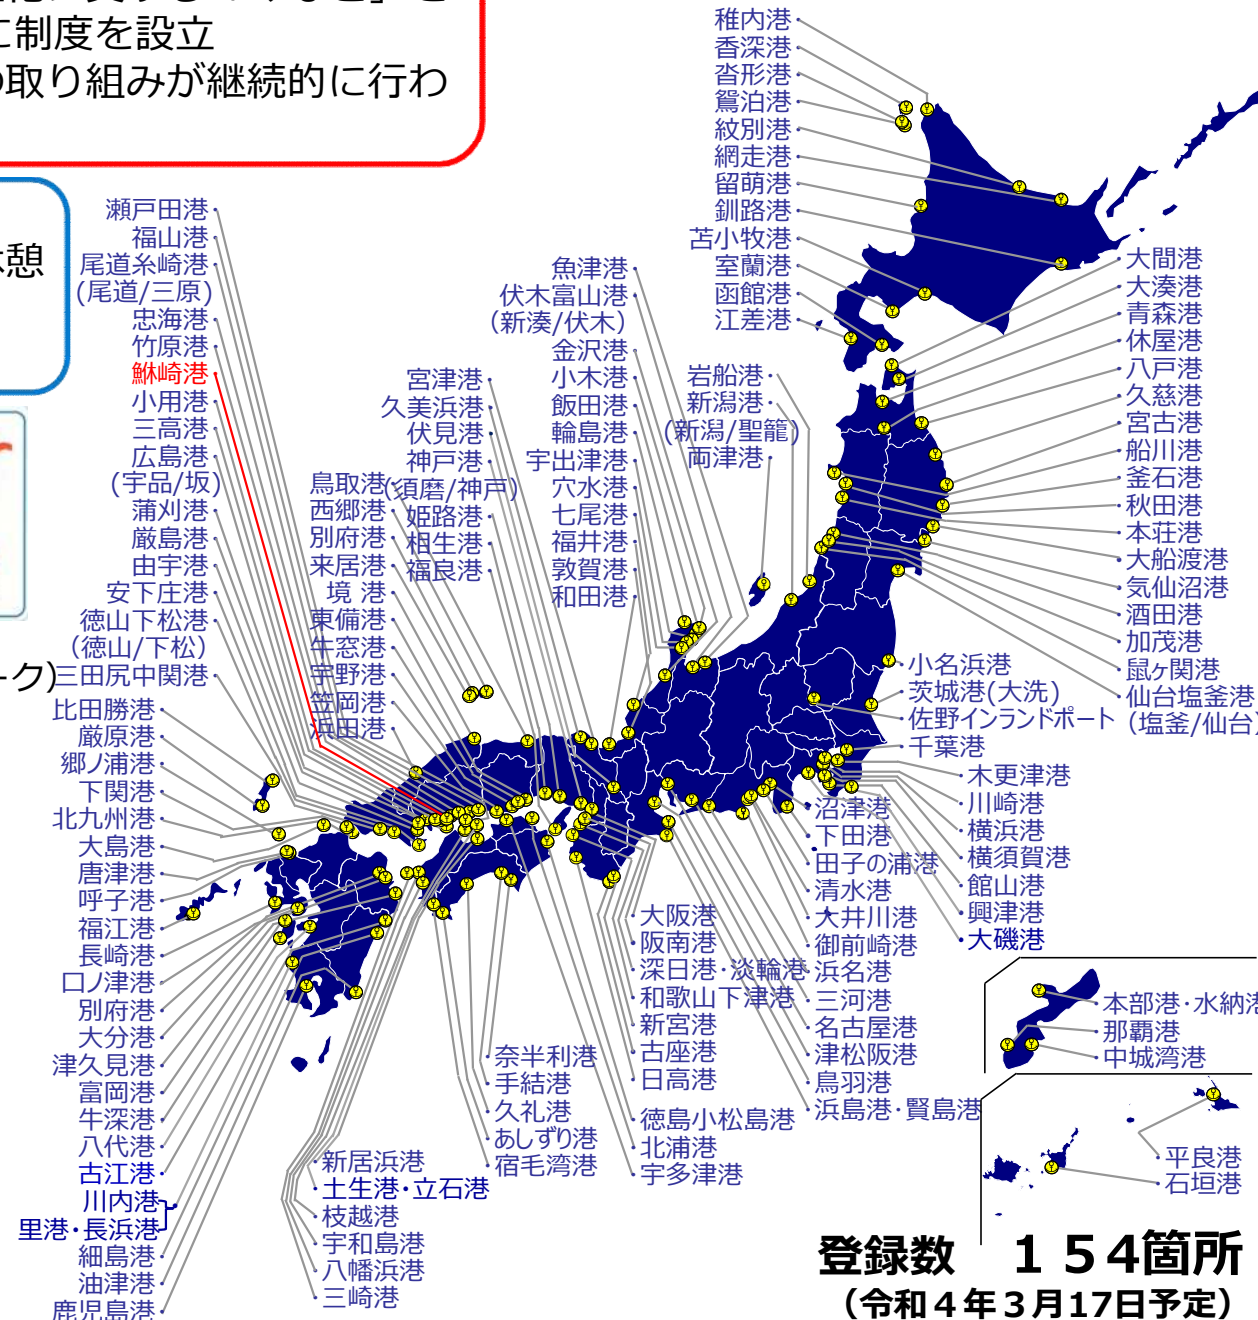 に制度を設立
の取り組みが継続的に行わ
憩
ーク)
稚内港
香深港
沓形港
鴛泊港
紋別港
網走港
留萌港
釧路港
苫小牧港
室蘭港
函館港
江差港
瀬戸田港
福山港
尾道糸崎港
(尾道/三原)
忠海港
竹原港
鮴崎港
小用港
三高港
広島港
(宇品/坂)
蒲刈港
厳島港
由宇港
安下庄港
徳山下松港
(徳山/下松)
三田尻中関港
比田勝港
厳原港
郷ノ浦港
下関港
北九州港
大島港
唐津港
呼子港
福江港
長崎港
口ノ津港
別府港
大分港
津久見港
富岡港
牛深港
八代港
古江港
川内港
里港・長浜港
細島港
油津港
鹿児島港
鳥取港
西郷港
別府港
来居港
境 港
東備港
牛窓港
宇野港
笠岡港
浜田港
宮津港
久美浜港
伏見港
神戸港
(須磨/神戸)
姫路港
相生港
福良港
魚津港
伏木富山港
(新湊/伏木)
金沢港
小木港
飯田港
輪島港
宇出津港
穴水港
七尾港
福井港
敦賀港
和田港
岩船港
新潟港
(新潟/聖籠)
両津港
大間港
大湊港
青森港
休屋港
八戸港
久慈港
宮古港
船川港
釜石港
秋田港
本荘港
大船渡港
気仙沼港
酒田港
加茂港
鼠ヶ関港
仙台塩釜港
(塩釜/仙台)
小名浜港
茨城港(大洗)
佐野インランドポート
千葉港
木更津港
川崎港
横浜港
横須賀港
館山港
興津港
大磯港
沼津港
下田港
田子の浦港
清水港
大井川港
御前崎港
浜名港
三河港
名古屋港
津松阪港
鳥羽港
浜島港・賢島港
大阪港
阪南港
深日港・淡輪港
和歌山下津港
新宮港
古座港
日高港
徳島小松島港
北浦港
宇多津港
奈半利港
手結港
久礼港
あしずり港
宿毛湾港
新居浜港
土生港・立石港
枝越港
宇和島港
八幡浜港
三崎港
本部港・水納港
那覇港
中城湾港
平良港
石垣港
登録数　１５４箇所
（令和４年３月17日予定）